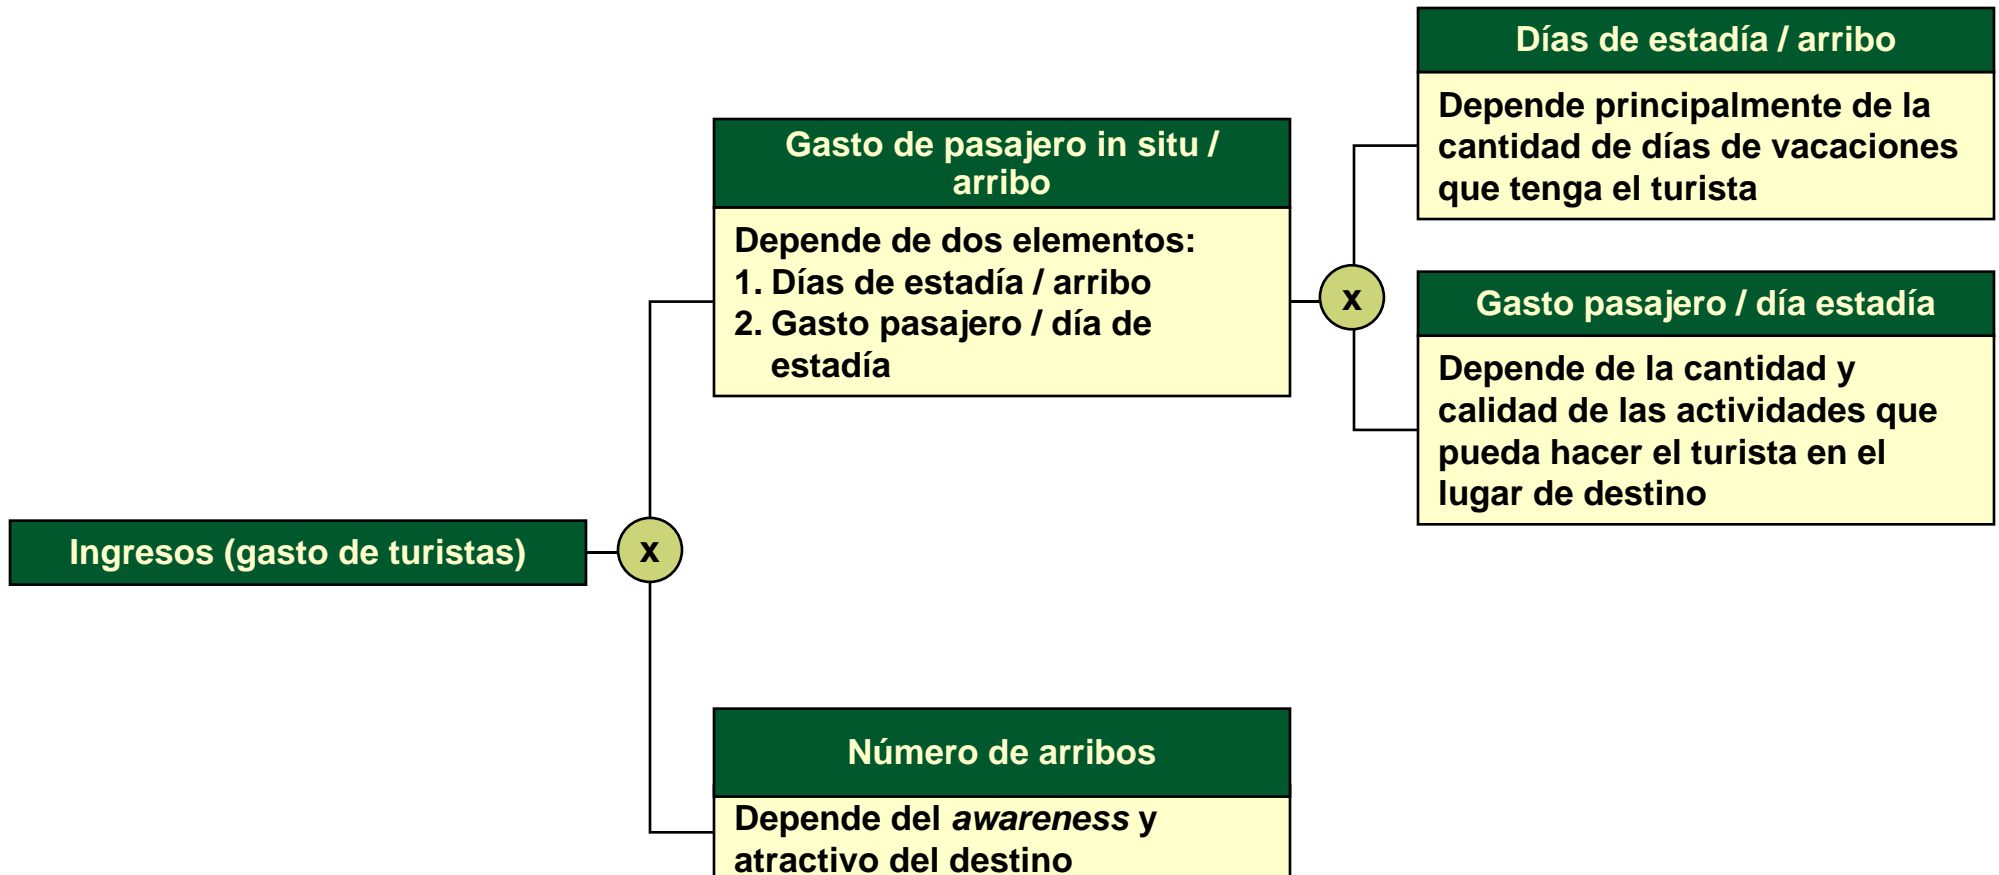 Días de estadía / arribo
Depende principalmente de la
cantidad de días de vacaciones
que tenga el turista
Gasto de pasajero in situ /
arribo
Depende de dos elementos:
1. Días de estadía / arribo
2. Gasto pasajero / día de
estadía
x
Gasto pasajero / día estadía
Depende de la cantidad y
calidad de las actividades que
pueda hacer el turista en el
lugar de destino
Ingresos (gasto de turistas)
x
Número de arribos
Depende del awareness y
atractivo del destino